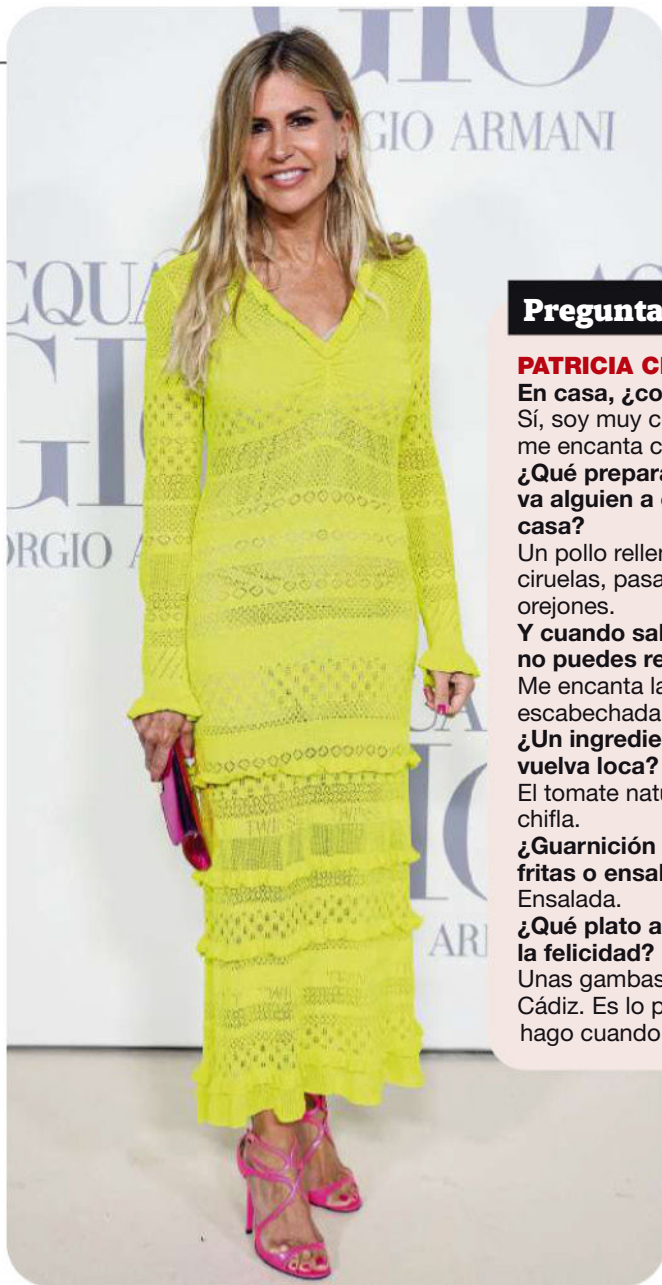 GIO
GIO ARMANI
CQUA
GI
RGIO A
ARM
Pregunta
PATRICIA C
En casa, ¿co
Sí, soy muy c
me encanta c
¿Qué prepara
va alguien a
casa?
Un pollo reller
ciruelas, pasa
orejones.
Y cuando sal
no puedes re
Me encanta la
escabechada
¿Un ingredie
vuelva loca?
El tomate natu
chifla.
¿Guarnición
fritas o ensal
Ensalada.
¿Qué plato a
la felicidad?
Unas gambas
Cádiz. Es lo p
hago cuando